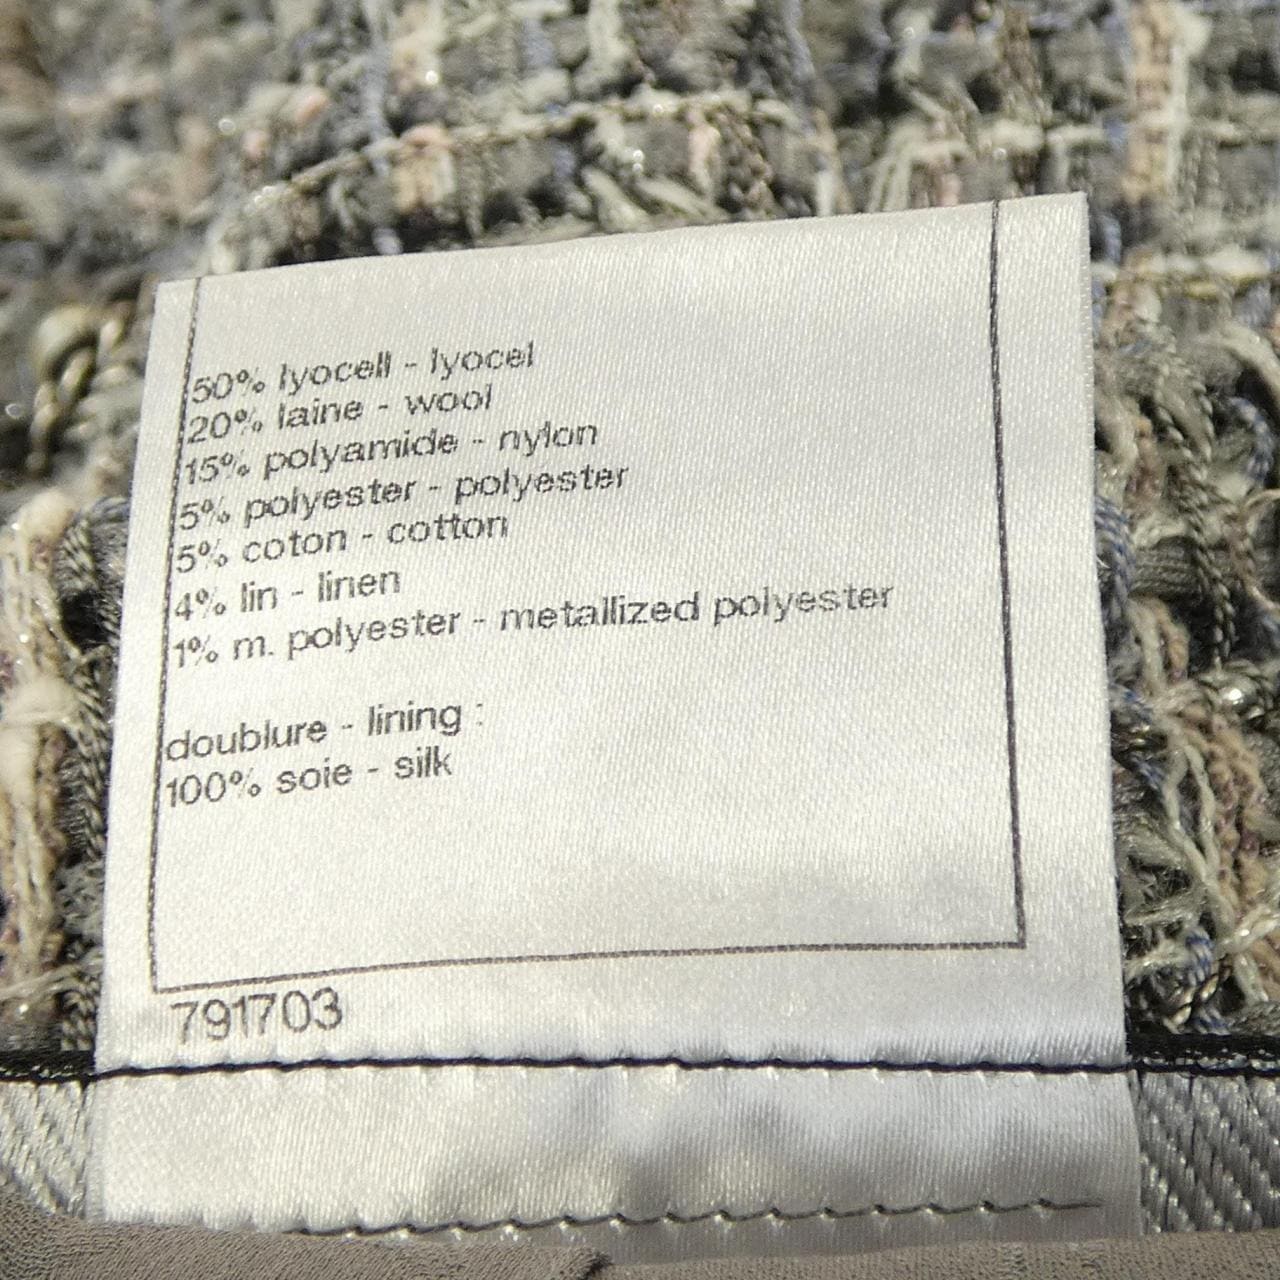 50% lyocell - lyocel
20% laine - wool
15% polyamide - nylon
5% polyester - polyester
5% coton - cotton
4% lin - linen
1% m. polyester - metallized polyester
doublure - lining :
100% soie - silk
791703